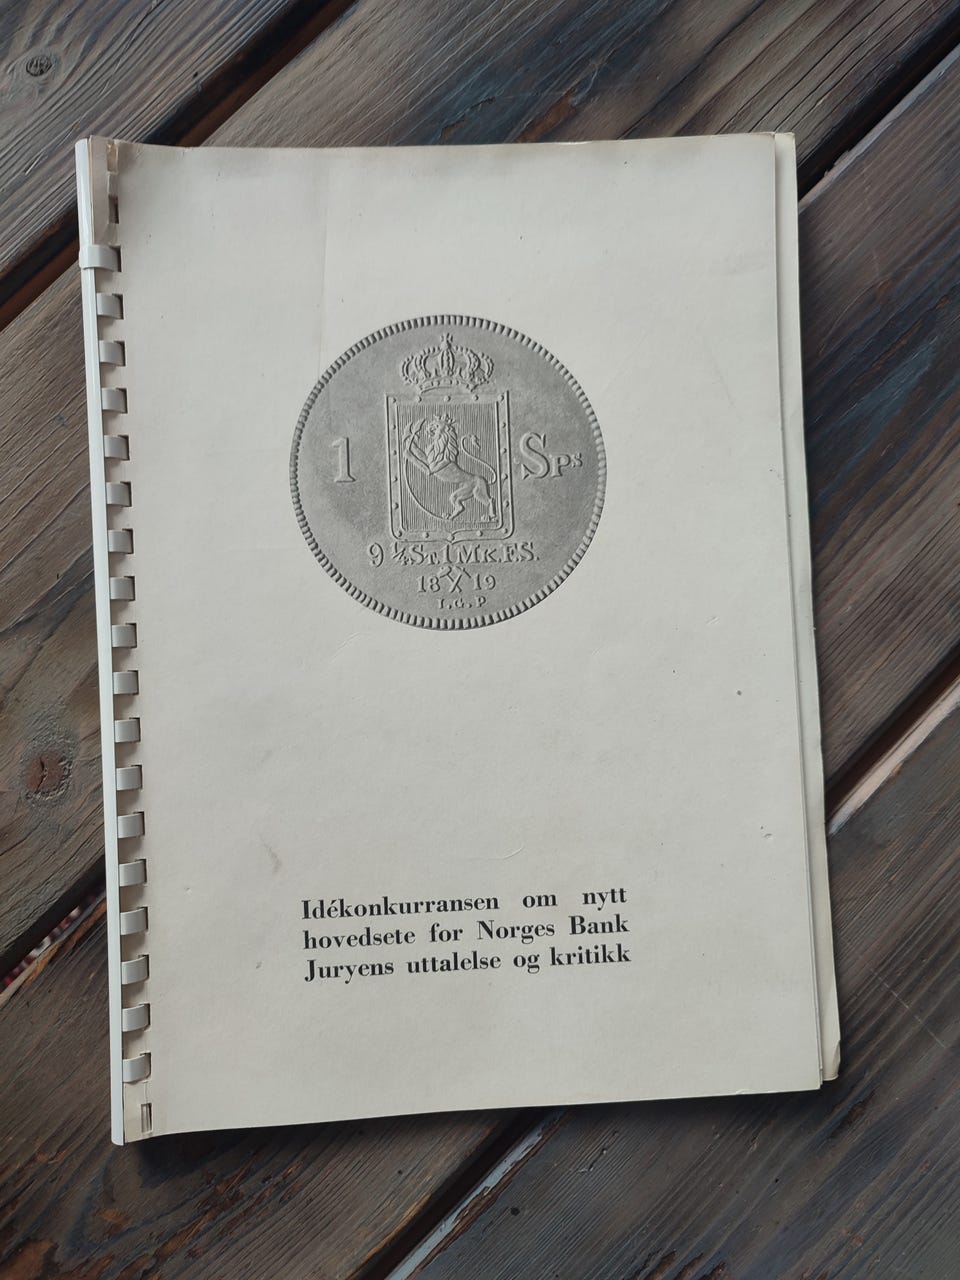 1 Sps
9 ¼ St. 1 Mk. F. S.
18 19
I. G. P
Idékonkurransen om nytt
hovedsete for Norges Bank
Juryens uttalelse og kritikk